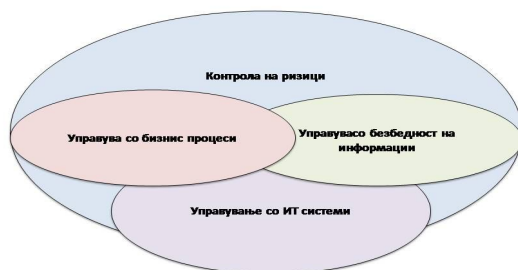 Контрола на ризици
Управува со бизнис процеси
Управувасо безбедност на
информации
Управување со ИТ системи